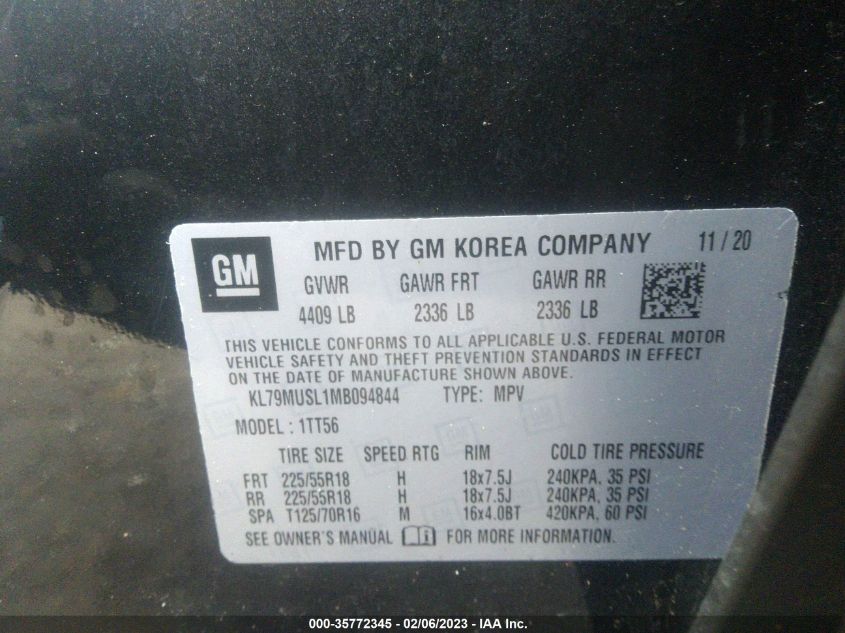 GM
MFD BY GM KOREA COMPANY 11 / 20
GVWR GAWR FRT GAWR RR
4409 LB 2336 LB 2336 LB
THIS VEHICLE CONFORMS TO ALL APPLICABLE U.S. FEDERAL MOTOR
VEHICLE SAFETY AND THEFT PREVENTION STANDARDS IN EFFECT
ON THE DATE OF MANUFACTURE SHOWN ABOVE.
KL79MUSL1MB094844 TYPE: MPV
MODEL : 1TT56
TIRE SIZE SPEED RTG RIM COLD TIRE PRESSURE
FRT 225/55R18 H 18x7.5J 240KPA, 35 PSI
RR 225/55R18 H 18x7.5J 240KPA, 35 PSI
SPA T125/70R16 M 16x4.0BT 420KPA, 60 PSI
SEE OWNER'S MANUAL FOR MORE INFORMATION.
000-35772345 - 02/06/2023 - IAA Inc.